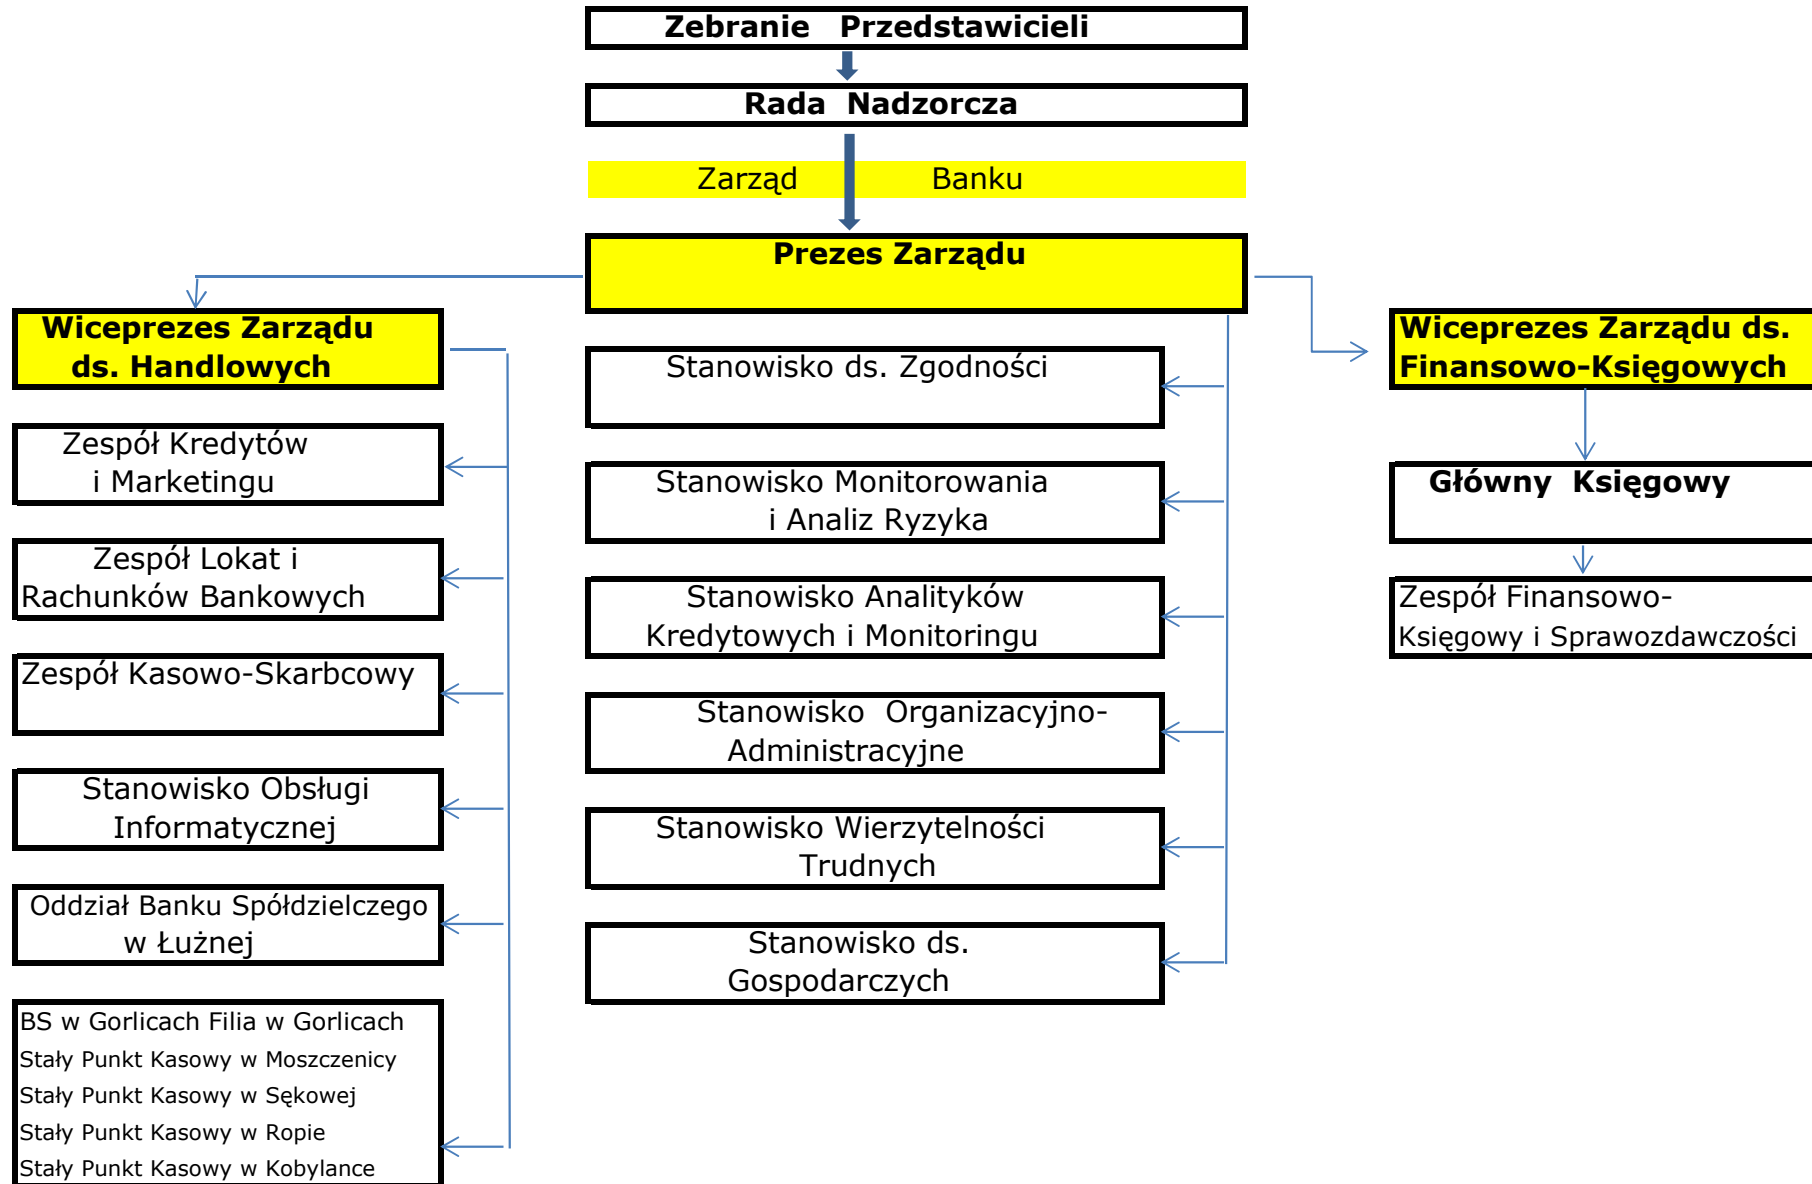 Zebranie Przedstawicieli
Rada Nadzorcza
Zarząd Banku
Prezes Zarządu
Wiceprezes Zarządu
ds. Handlowych
Zespół Kredytów
i Marketingu
Zespół Lokat i
Rachunków Bankowych
Zespół Kasowo-Skarbcowy
Stanowisko Obsługi
Informatycznej
Oddział Banku Spółdzielczego
w Łużnej
BS w Gorlicach Filia w Gorlicach
Stały Punkt Kasowy w Moszczenicy
Stały Punkt Kasowy w Sękowej
Stały Punkt Kasowy w Ropie
Stały Punkt Kasowy w Kobylance
Stanowisko ds. Zgodności
Stanowisko Monitorowania
i Analiz Ryzyka
Stanowisko Analityków
Kredytowych i Monitoringu
Stanowisko Organizacyjno-
Administracyjne
Stanowisko Wierzytelności
Trudnych
Stanowisko ds.
Gospodarczych
Wiceprezes Zarządu ds.
Finansowo-Księgowych
Główny Księgowy
Zespół Finansowo-
Księgowy i Sprawozdawczości